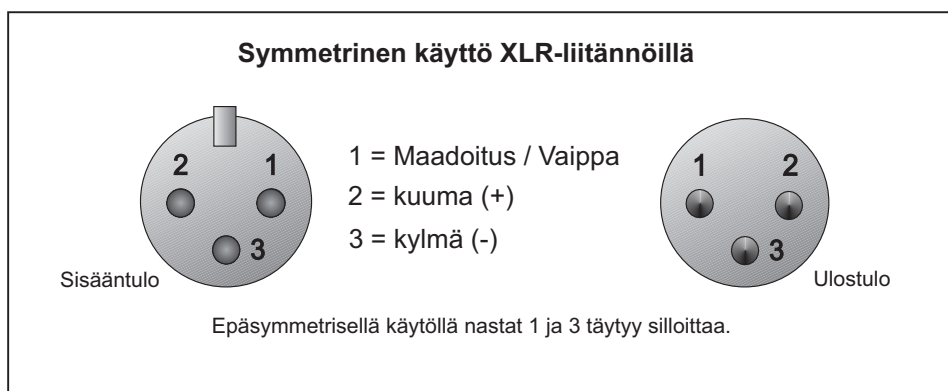 Symmetrinen käyttö XLR-liitännöillä
2 1
3
Sisääntulo
1 = Maadoitus / Vaippa
2 = kuuma (+)
3 = kylmä (-)
1 2
3
Ulostulo
Epäsymmetrisellä käytöllä nastat 1 ja 3 täytyy silloittaa.